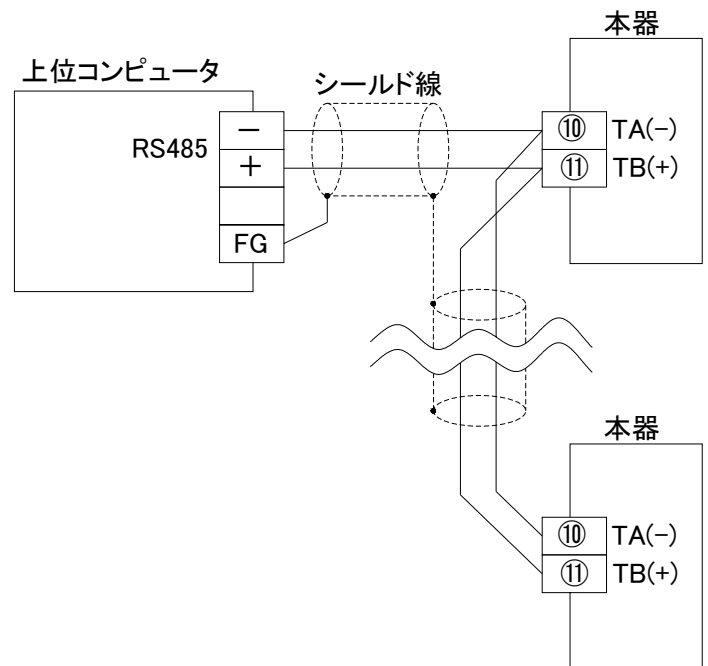 本器
上位コンピュータ
シールド線
RS485
−
+
FG
⑩ TA(−)
⑪ TB(+)
本器
⑩ TA(−)
⑪ TB(+)